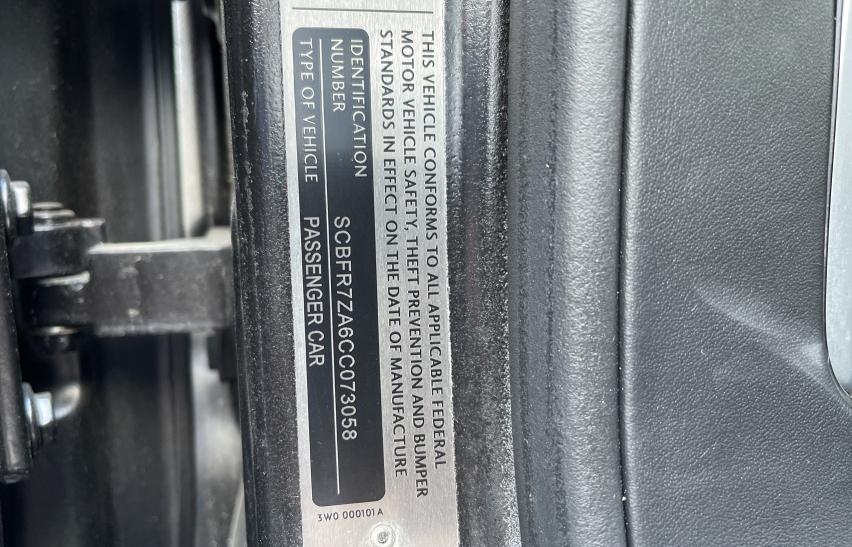 THIS VEHICLE CONFORMS TO ALL APPLICABLE FEDERAL
MOTOR VEHICLE SAFETY, THEFT PREVENTION AND BUMPER
STANDARDS IN EFFECT ON THE DATE OF MANUFACTURE
IDENTIFICATION
NUMBER SCBFR7ZA6CC073058
TYPE OF VEHICLE PASSENGER CAR
3W0 000101A